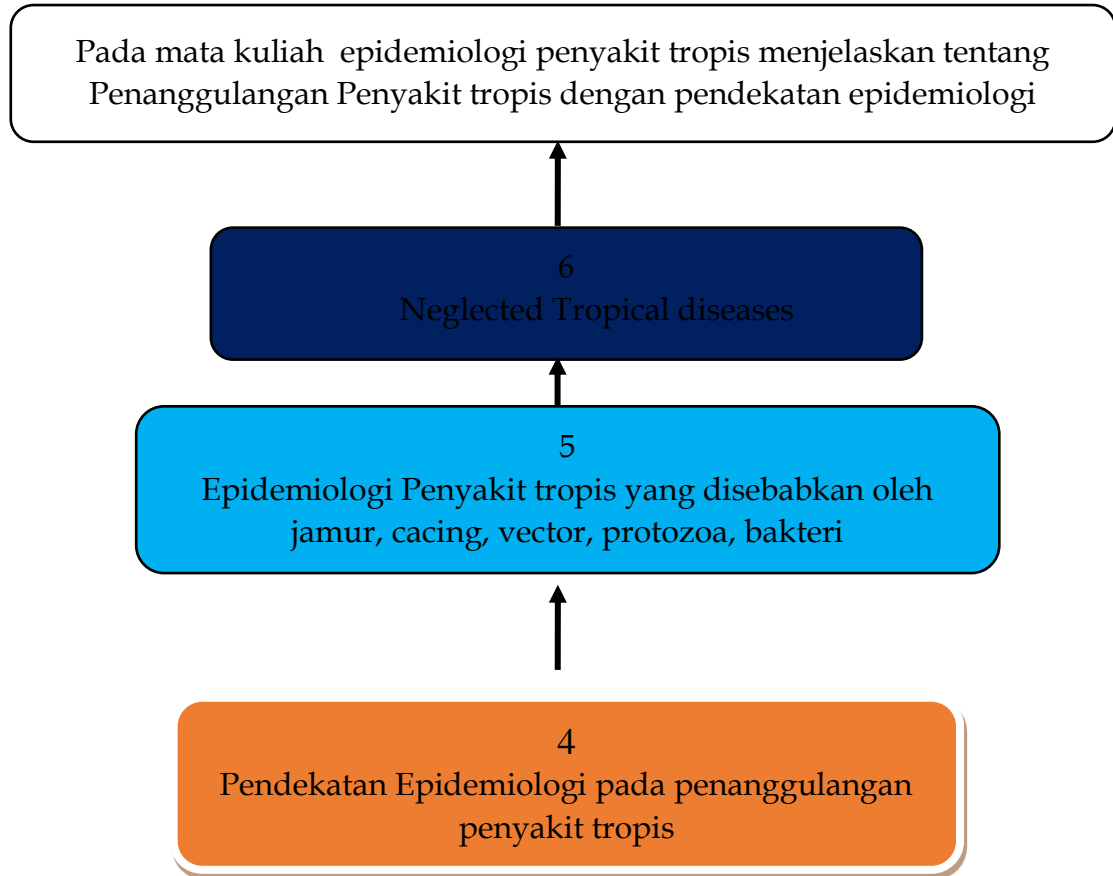 Pada mata kuliah epidemiologi penyakit tropis menjelaskan tentang
Penanggulangan Penyakit tropis dengan pendekatan epidemiologi
6
Neglected Tropical diseases
5
Epidemiologi Penyakit tropis yang disebabkan oleh
jamur, cacing, vector, protozoa, bakteri
4
Pendekatan Epidemiologi pada penanggulangan
penyakit tropis